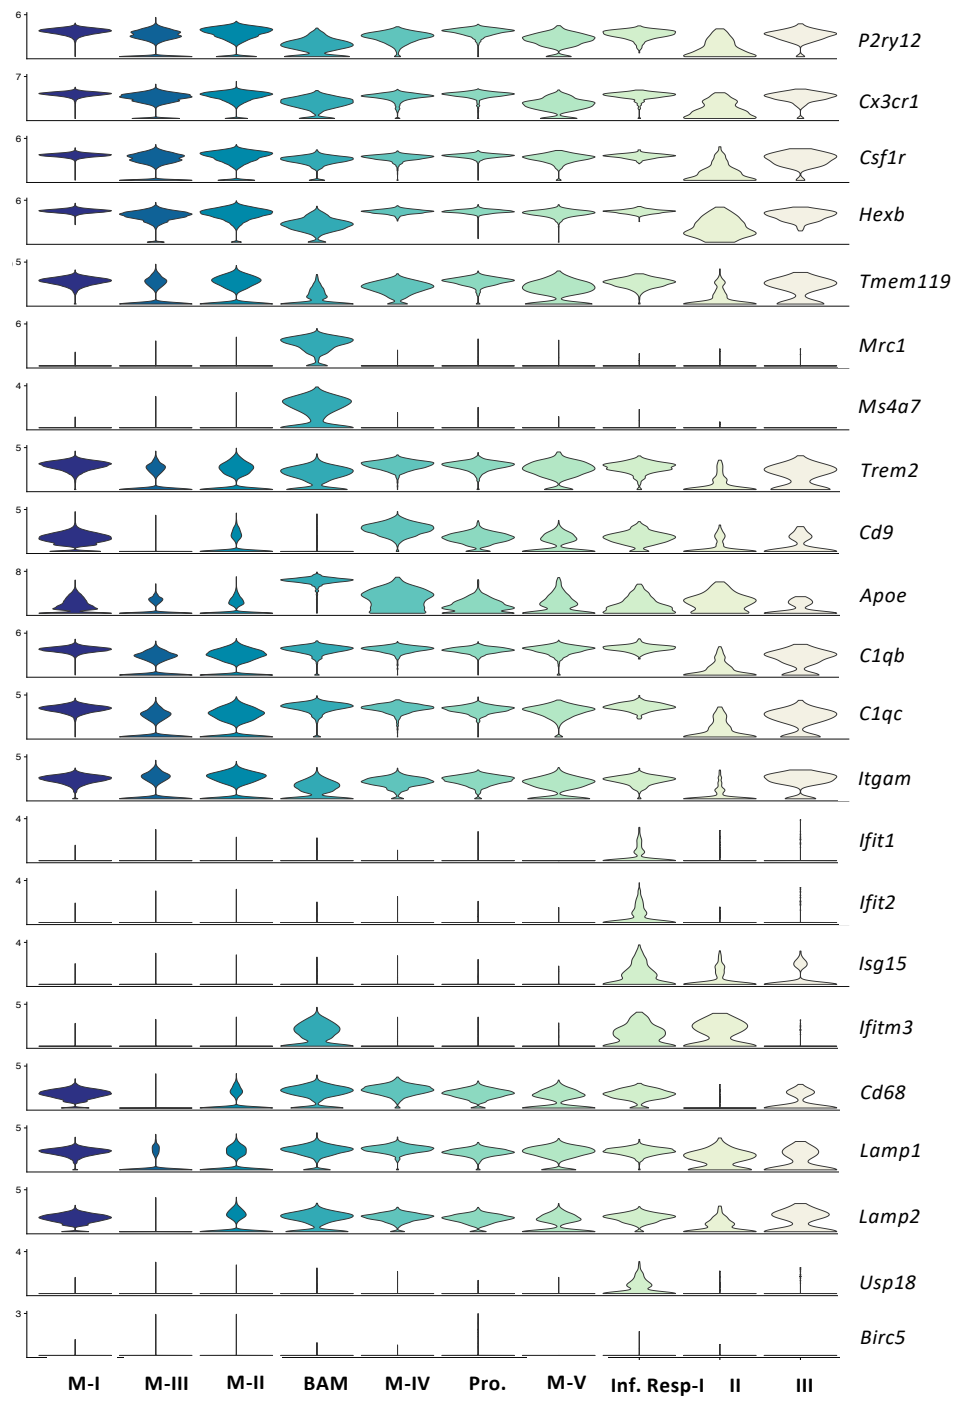 6 P2ry12
7 Cx3cr1
6 Csf1r
6 Hexb
5 Tmem119
6 Mrc1
4 Ms4a7
5 Trem2
5 Cd9
8 Apoe
6 C1qb
5 C1qc
5 Itgam
4 Ifit1
4 Ifit2
4 Isg15
5 Ifitm3
5 Cd68
5 Lamp1
5 Lamp2
4 Usp18
3 Birc5
M-I M-III M-II BAM M-IV Pro. M-V Inf. Resp-I II III